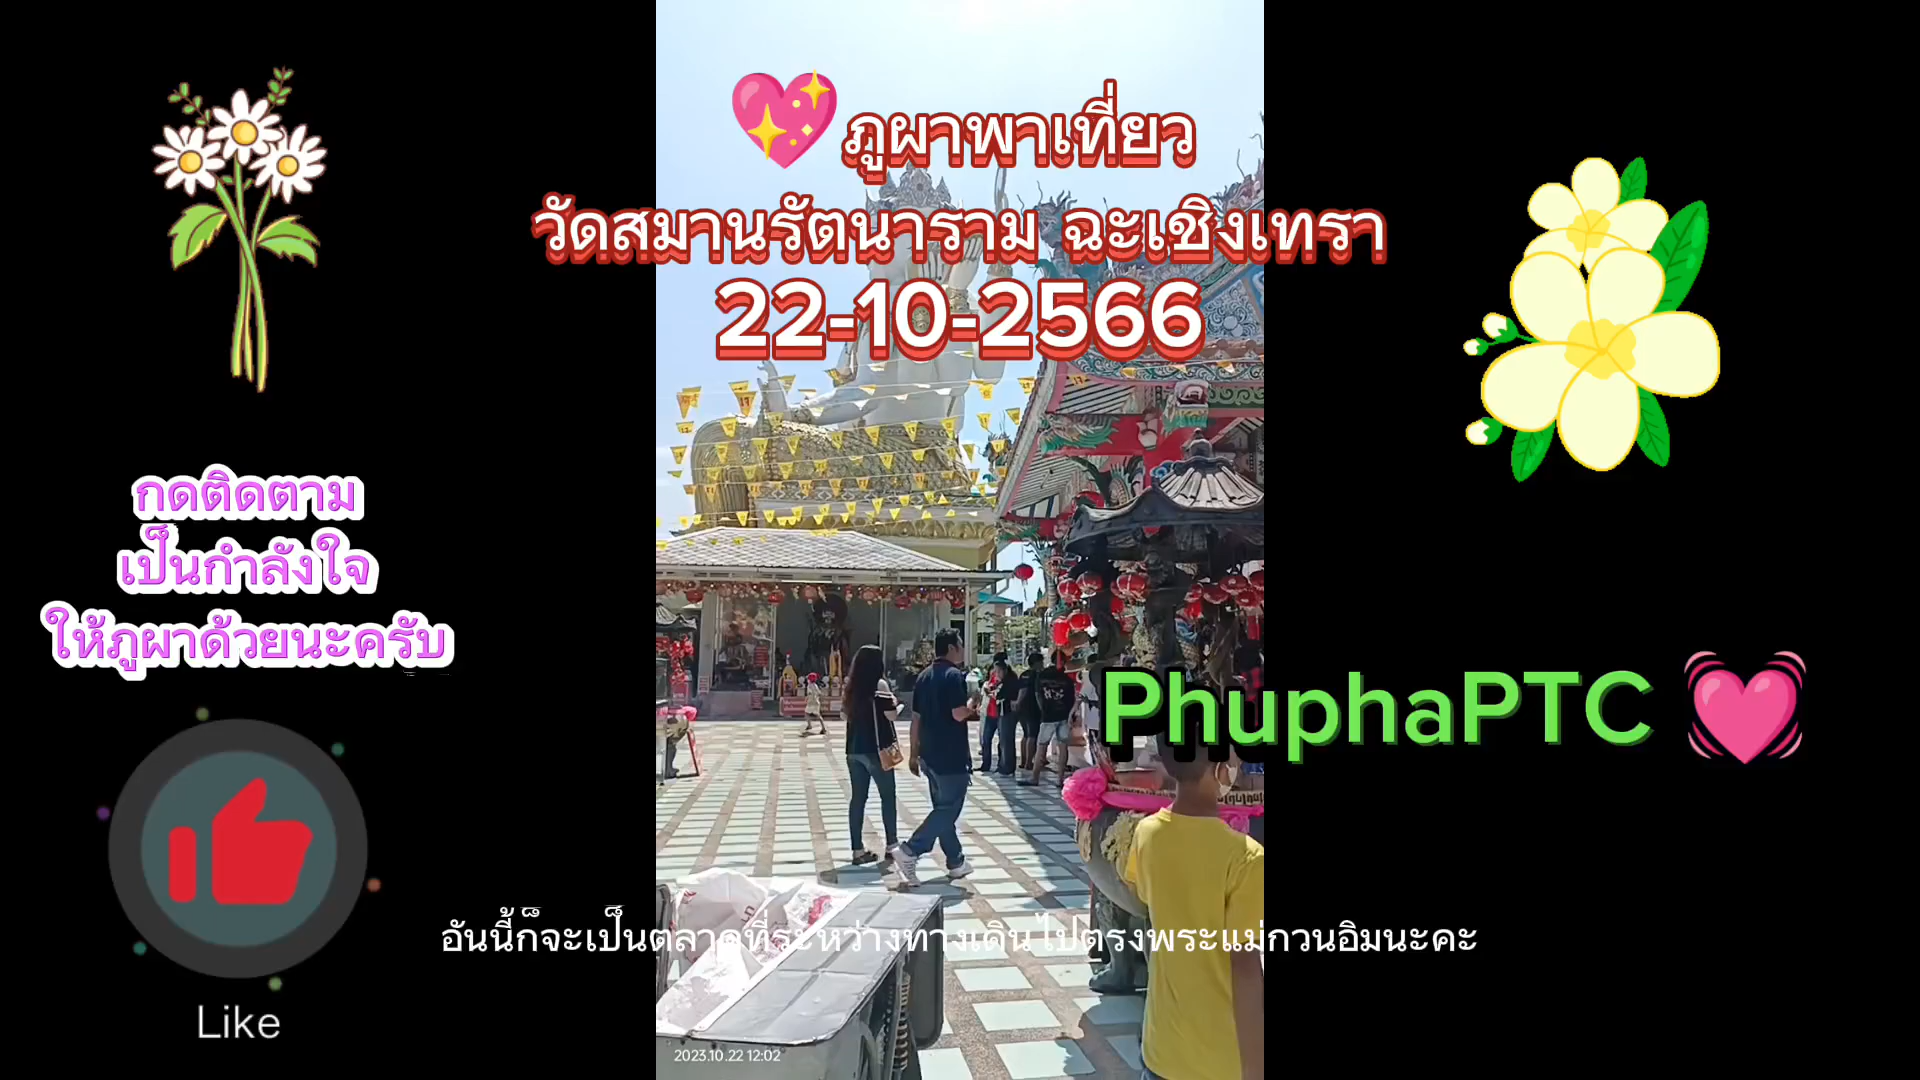 ภูผาพาเที่ยว
วัดสมานรัตนาราม ฉะเชิงเทรา
22-10-2566
กดติดตาม
เป็นกำลังใจ
ให้ภูผาด้วยนะครับ
PhuphaPTC
อันนี้ก็จะเป็นตลาดที่ระหว่างทางเดินไปตรงพระแม่กวนอิมนะคะ
Like
2023.10.22 12:02